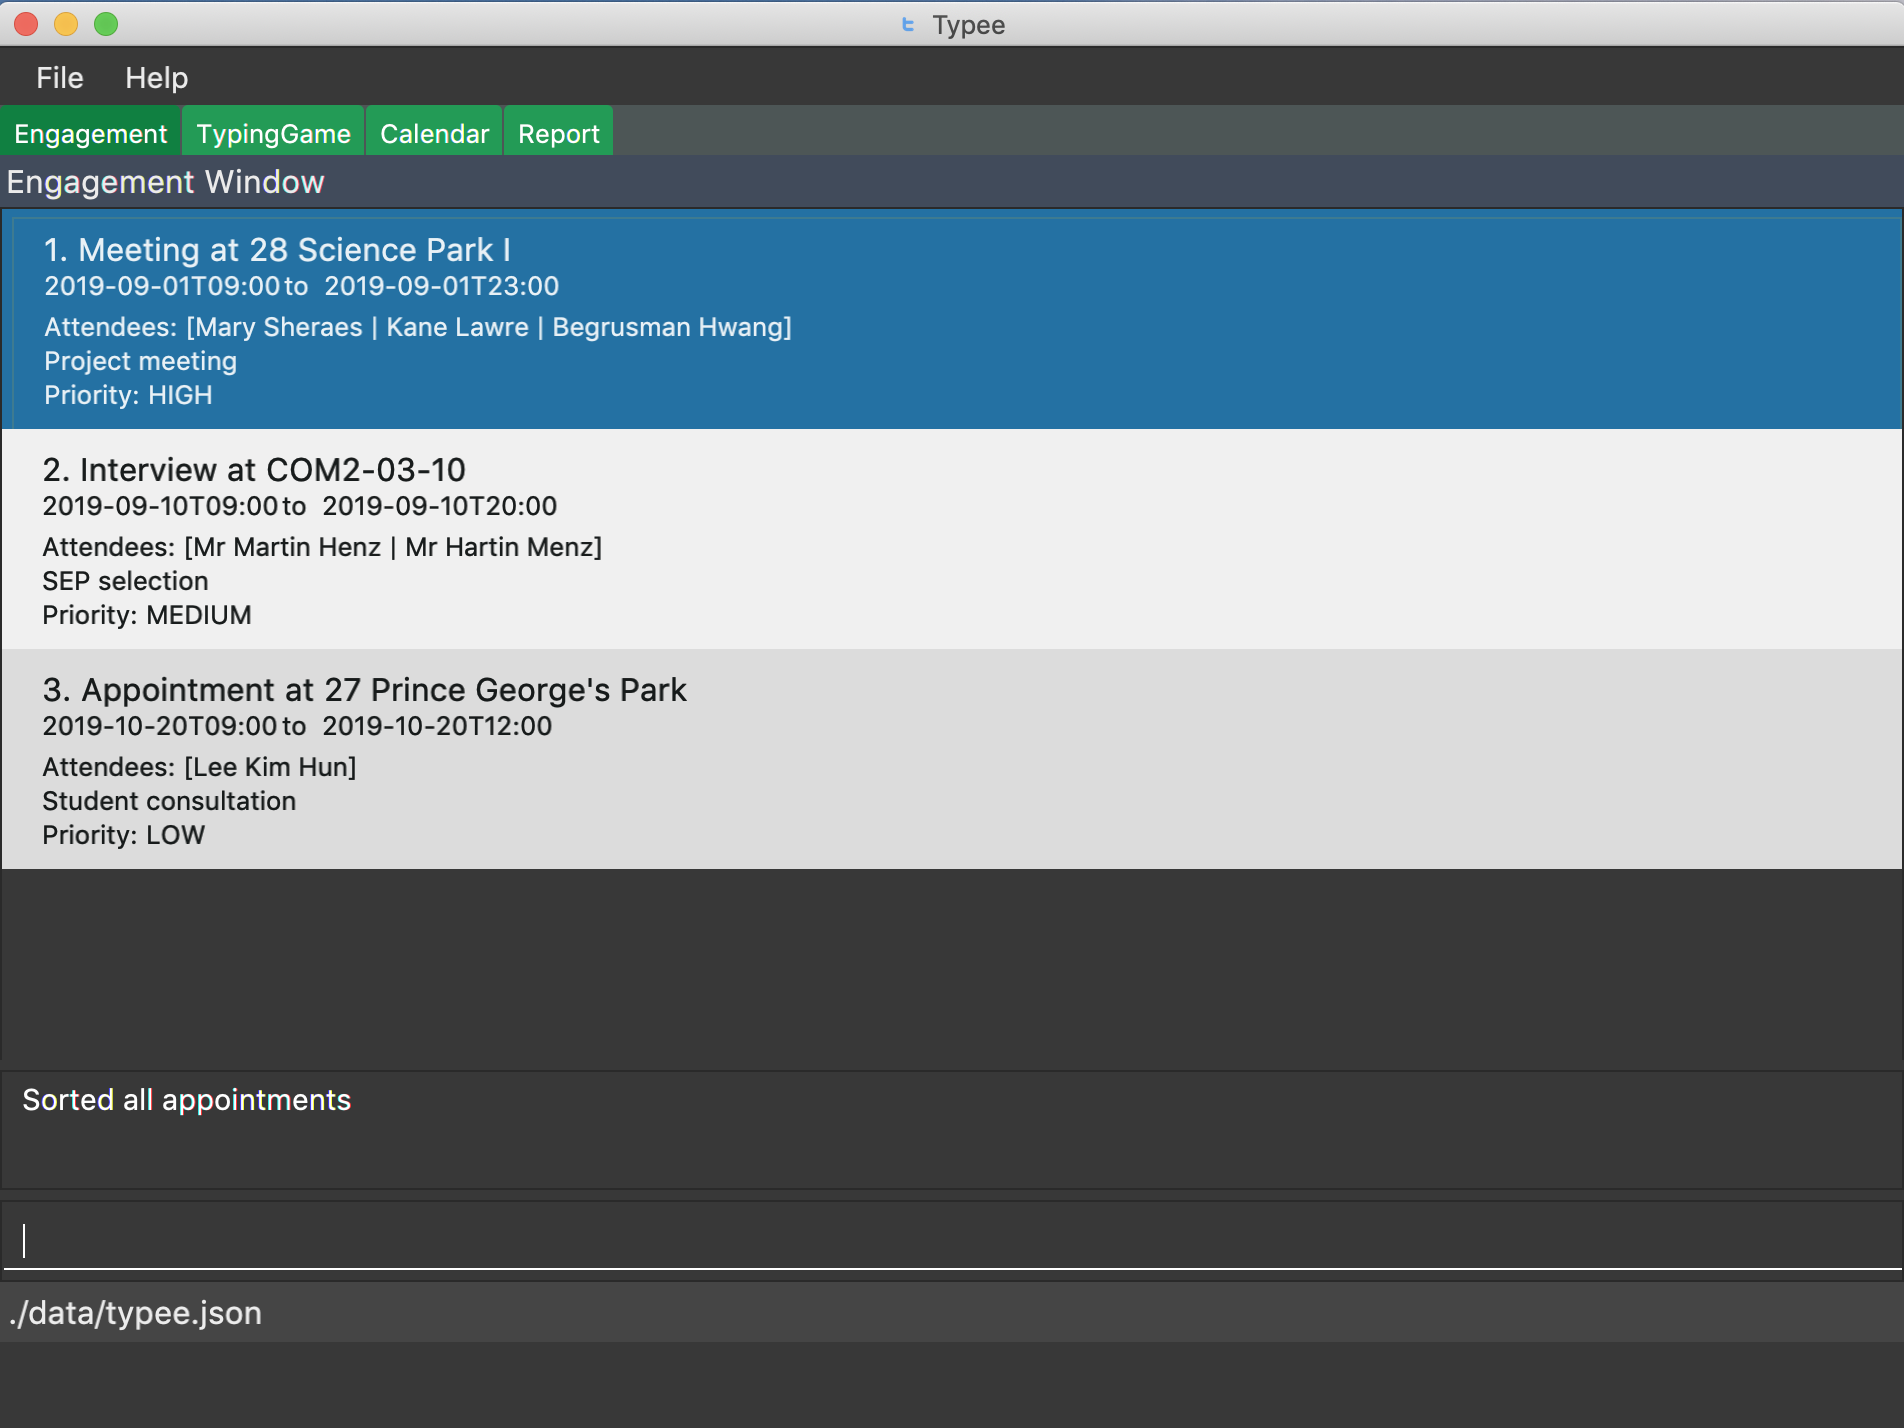 Typee
File Help
Engagement TypingGame Calendar Report
Engagement Window
1. Meeting at 28 Science Park I
2019-09-01T09:00 to 2019-09-01T23:00
Attendees: [Mary Sheraes | Kane Lawre | Begrusman Hwang]
Project meeting
Priority: HIGH
2. Interview at COM2-03-10
2019-09-10T09:00 to 2019-09-10T20:00
Attendees: [Mr Martin Henz | Mr Hartin Menz]
SEP selection
Priority: MEDIUM
3. Appointment at 27 Prince George's Park
2019-10-20T09:00 to 2019-10-20T12:00
Attendees: [Lee Kim Hun]
Student consultation
Priority: LOW
Sorted all appointments
./data/typee.json